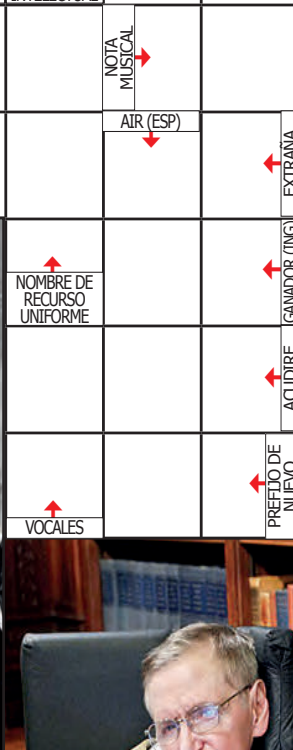 NOTA
MUSICAL
AIR (ESP)
EXTRAÑA
GANADOR (ING)
NOMBRE DE
RECURSO
UNIFORME
ACUDIRE
PREFIJO DE
NUEVO
VOCALES